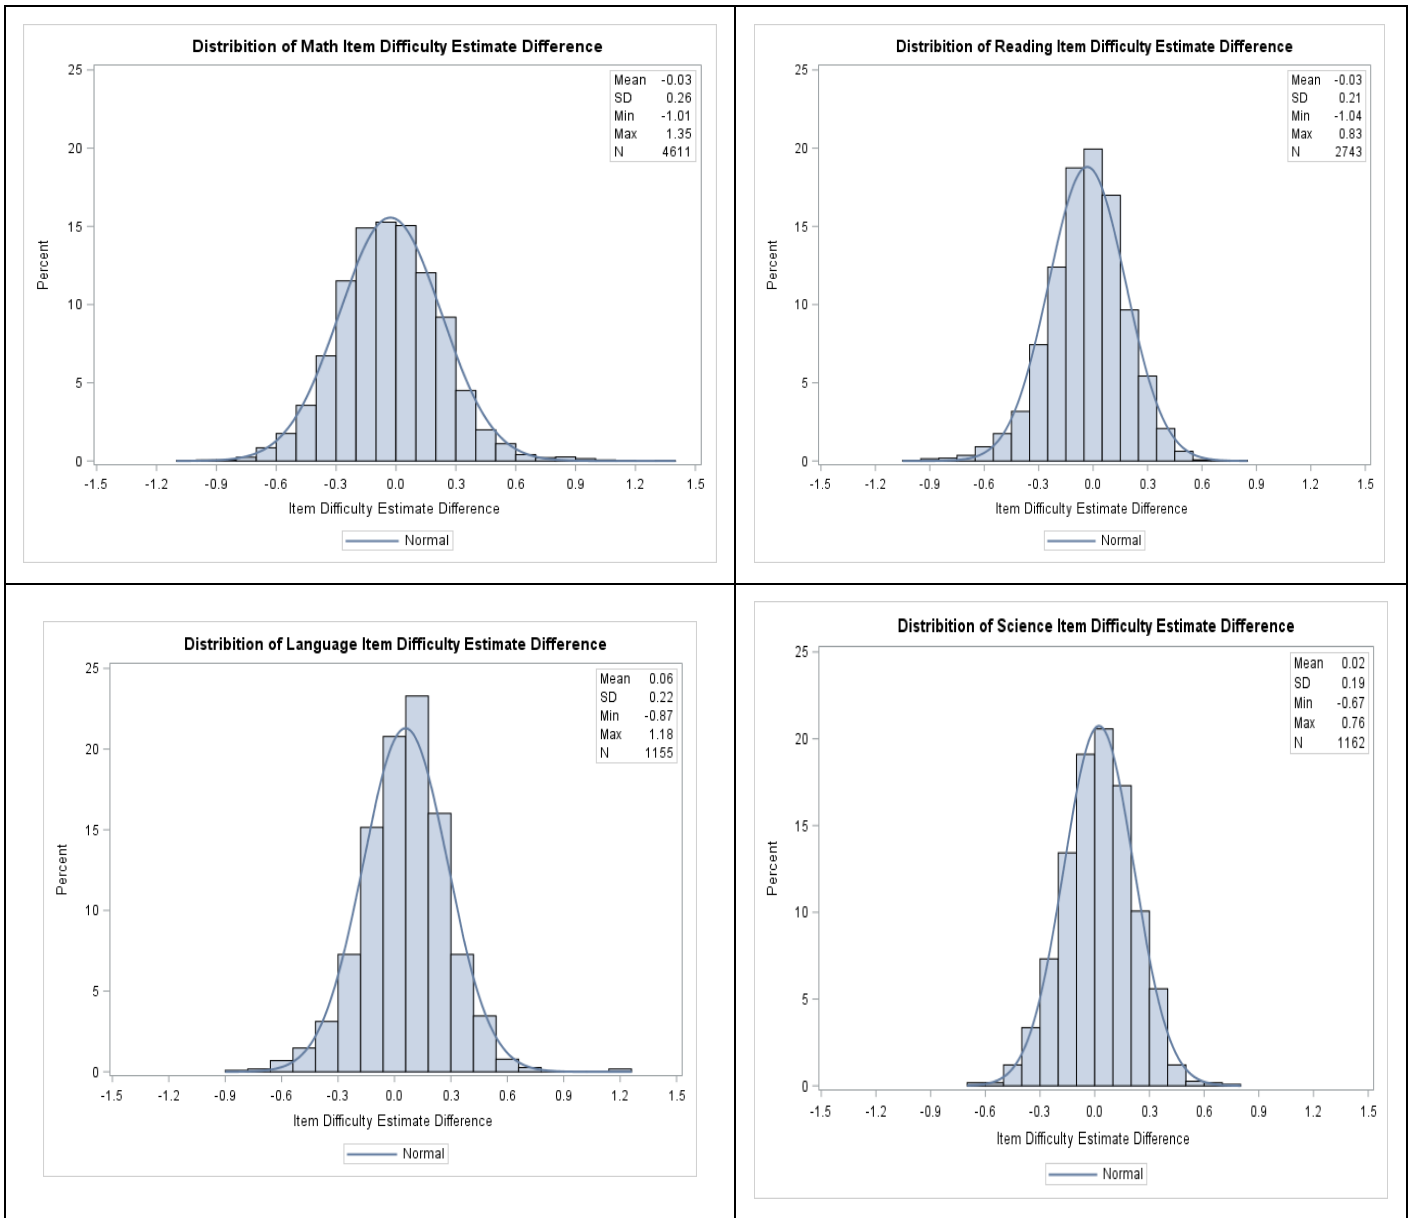 Distribition of Math Item Difficulty Estimate Difference
25
20
15
10
5
0
Percent
Mean -0.03
SD 0.26
Min -1.01
Max 1.35
N 4611
-1.5 -1.2 -0.9 -0.6 -0.3 0.0 0.3 0.6 0.9 1.2 1.5
Item Difficulty Estimate Difference
Normal
Distribition of Reading Item Difficulty Estimate Difference
25
20
15
10
5
0
Percent
Mean -0.03
SD 0.21
Min -1.04
Max 0.83
N 2743
-1.5 -1.2 -0.9 -0.6 -0.3 0.0 0.3 0.6 0.9 1.2 1.5
Item Difficulty Estimate Difference
Normal
Distribition of Language Item Difficulty Estimate Difference
25
20
15
10
5
0
Percent
Mean 0.06
SD 0.22
Min -0.87
Max 1.18
N 1155
-1.5 -1.2 -0.9 -0.6 -0.3 0.0 0.3 0.6 0.9 1.2 1.5
Item Difficulty Estimate Difference
Normal
Distribition of Science Item Difficulty Estimate Difference
25
20
15
10
5
0
Percent
Mean 0.02
SD 0.19
Min -0.67
Max 0.76
N 1162
-1.5 -1.2 -0.9 -0.6 -0.3 0.0 0.3 0.6 0.9 1.2 1.5
Item Difficulty Estimate Difference
Normal